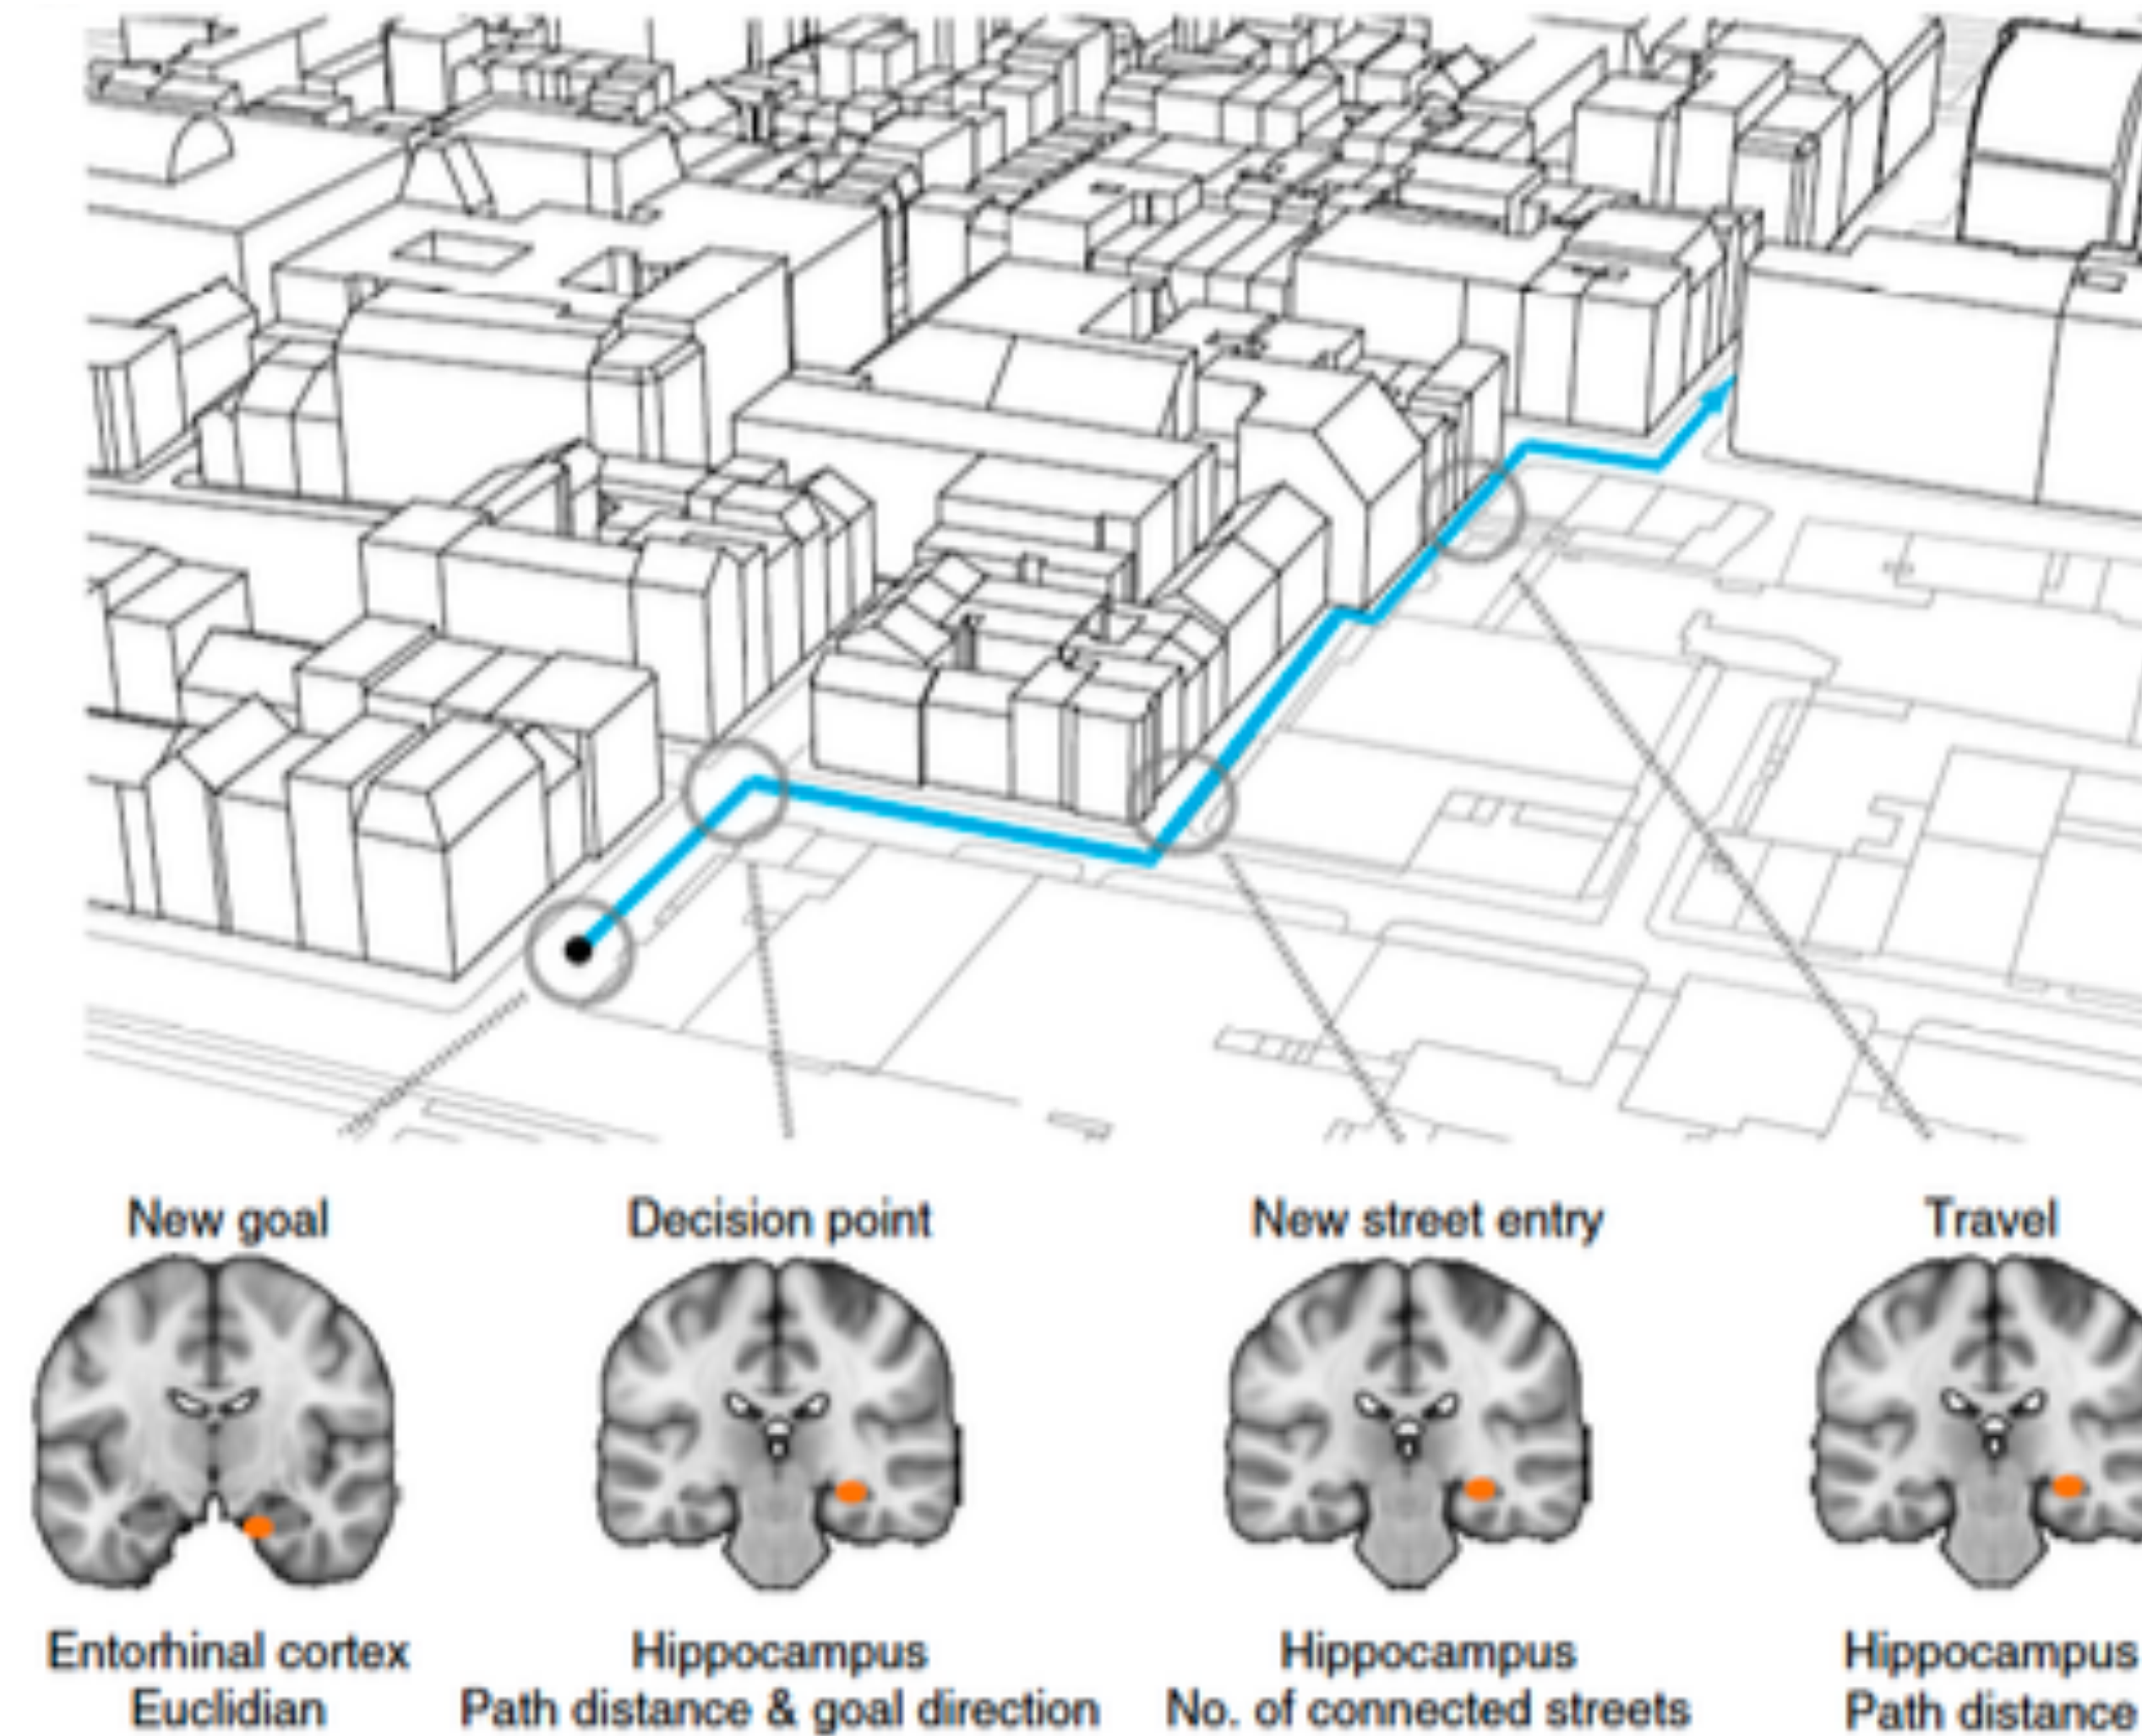 New goal
Decision point
New street entry
Travel
Entorhinal cortex
Euclidian
Hippocampus
Path distance & goal direction
Hippocampus
No. of connected streets
Hippocampus
Path distance